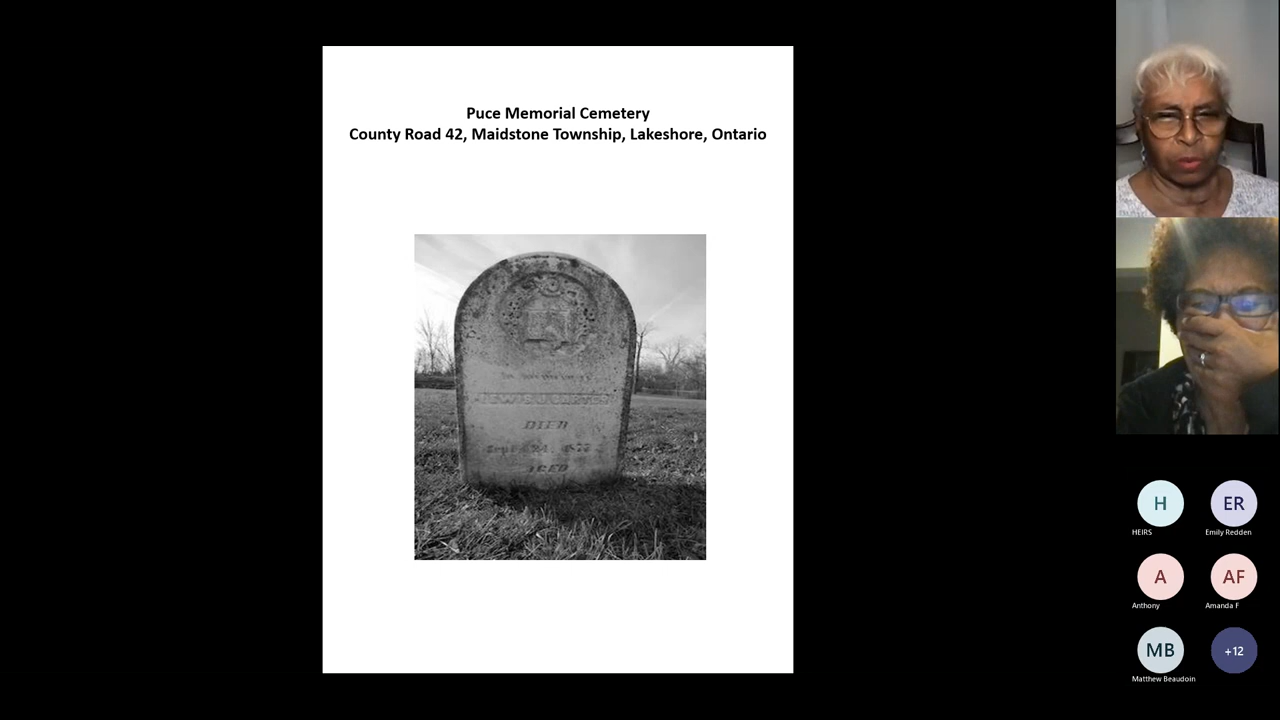 Puce Memorial Cemetery
County Road 42, Maidstone Township, Lakeshore, Ontario
DIED
AGED
H
ER
HEIRS
Emily Redden
A
AF
Anthony
Amanda F
MB
+12
Matthew Beaudoin